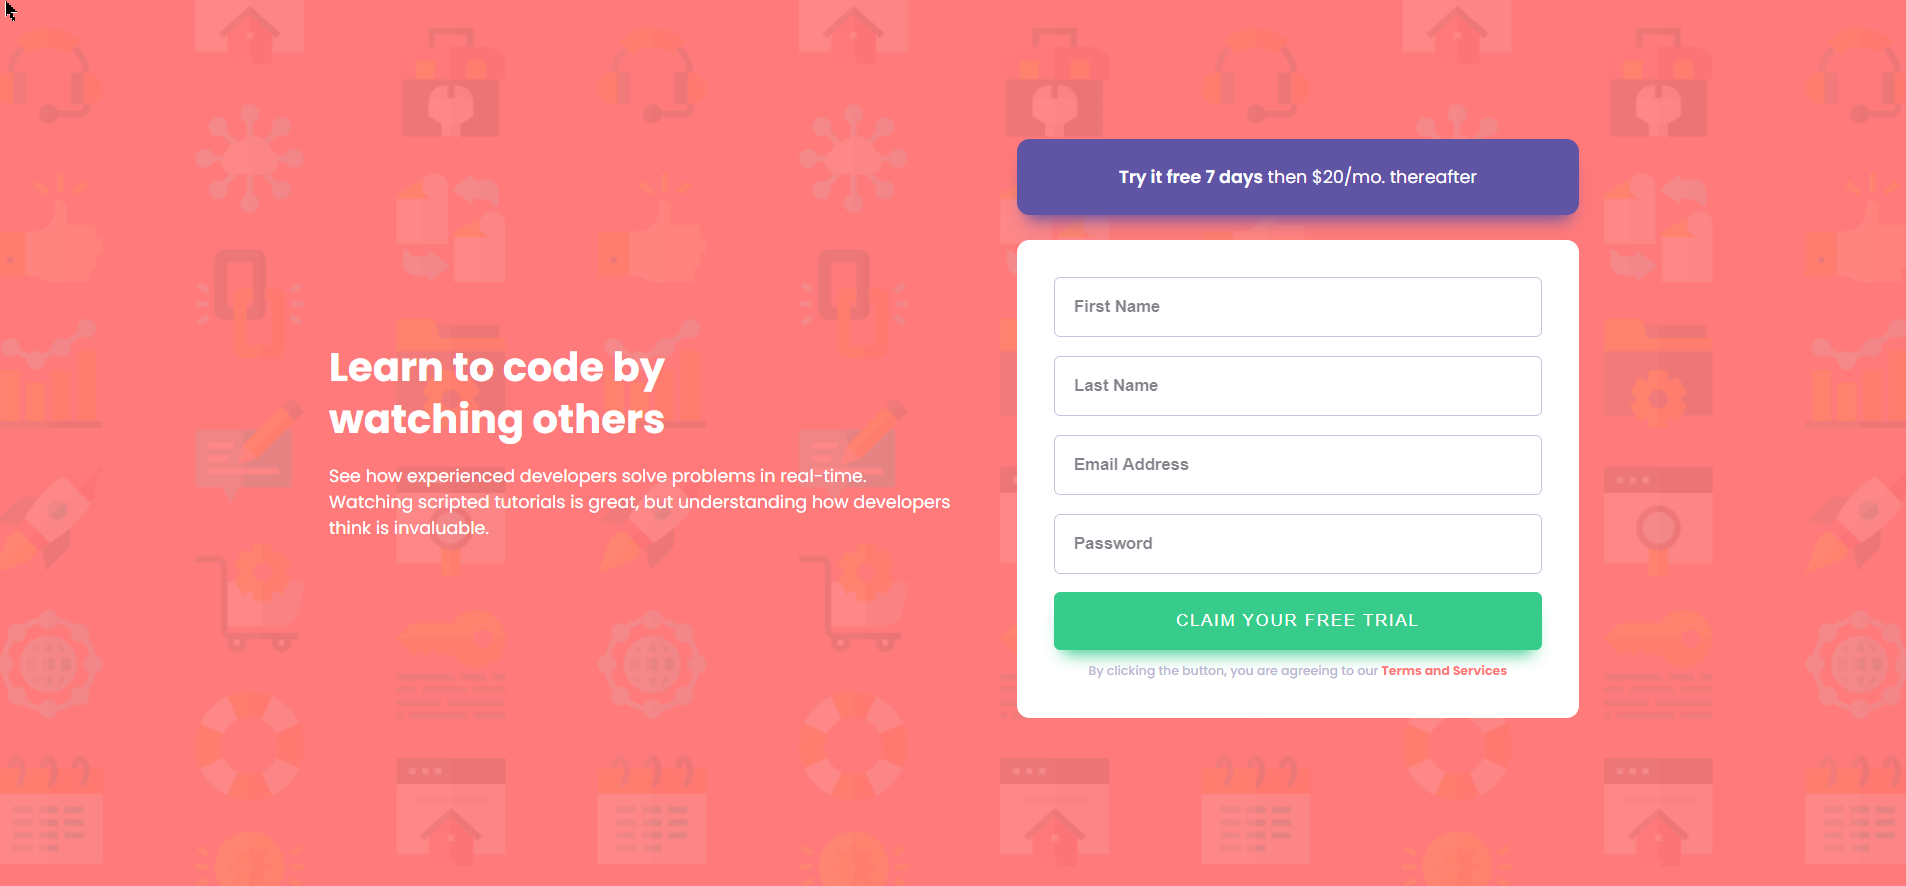 Learn to code by
watching others
See how experienced developers solve problems in real-time.
Watching scripted tutorials is great, but understanding how developers
think is invaluable.
Try it free 7 days then $20/mo. thereafter
First Name
Last Name
Email Address
Password
CLAIM YOUR FREE TRIAL
By clicking the button, you are agreeing to our Terms and Services